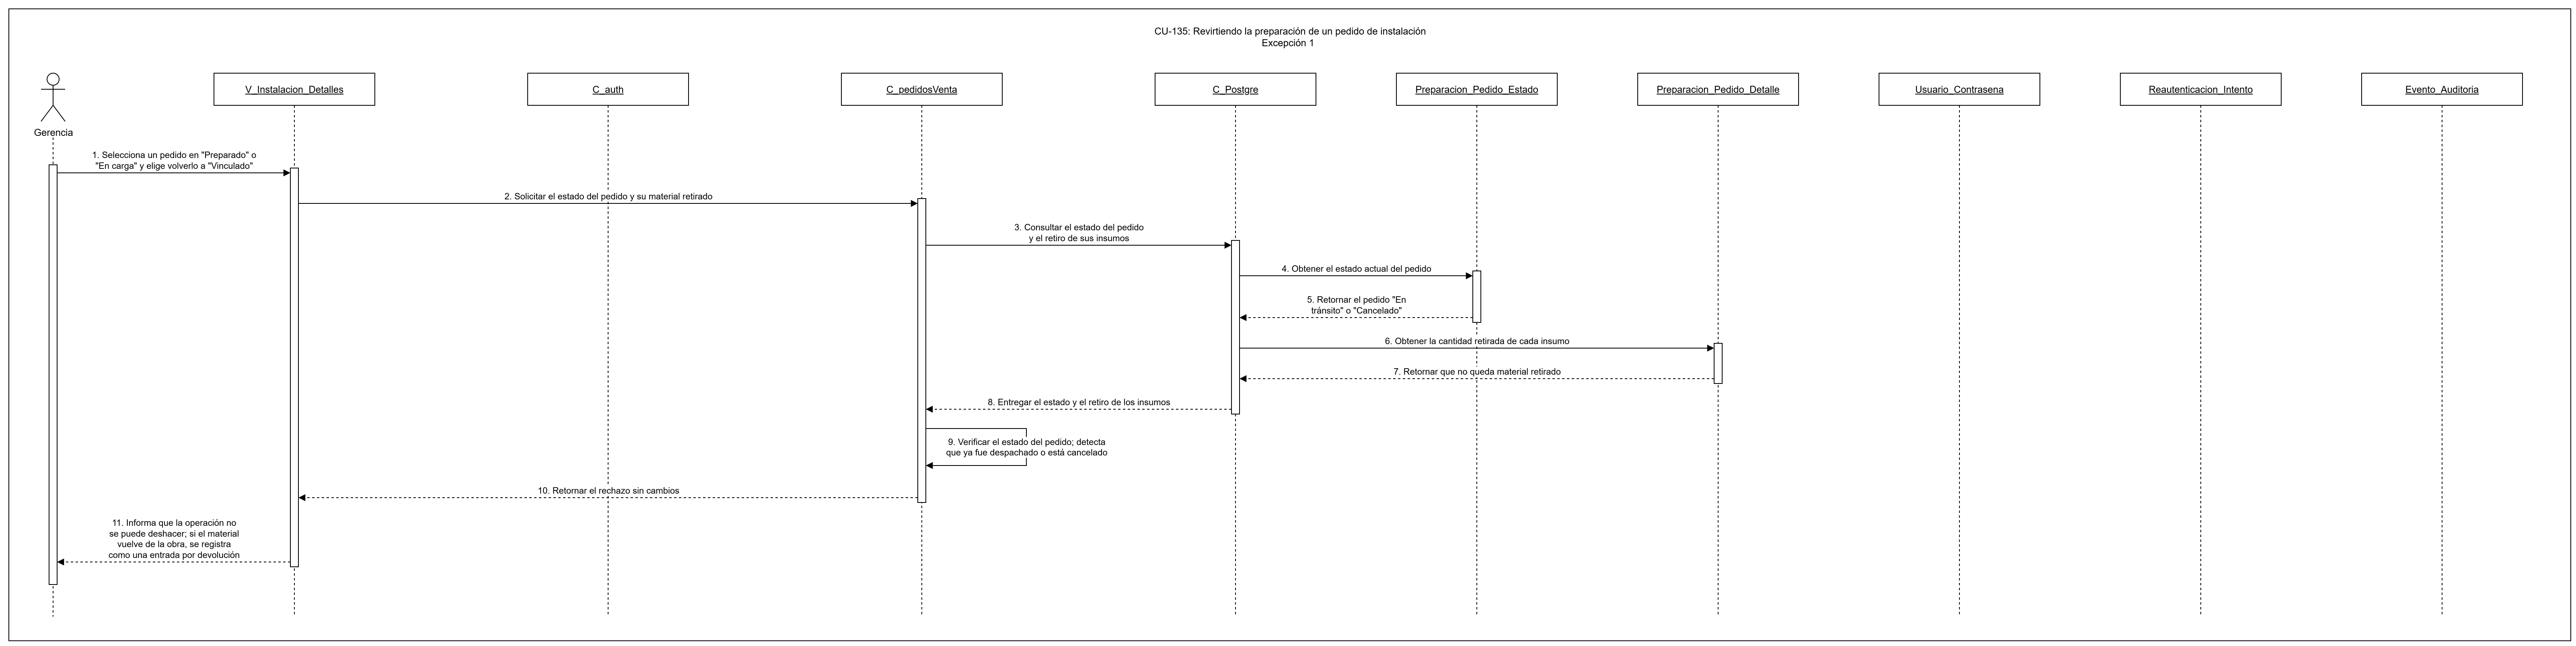 CU-135: Revirtiendo la preparación de un pedido de instalación
Excepción 1
Gerencia
V_Instalacion_Detalles
C_auth
C_pedidosVenta
C_Postgre
Preparacion_Pedido_Estado
Preparacion_Pedido_Detalle
Usuario_Contrasena
Reautenticacion_Intento
Evento_Auditoria
1. Selecciona un pedido en "Preparado" o
"En carga" y elige volverlo a "Vinculado"
2. Solicitar el estado del pedido y su material retirado
3. Consultar el estado del pedido
y el retiro de sus insumos
4. Obtener el estado actual del pedido
5. Retornar el pedido "En
tránsito" o "Cancelado"
6. Obtener la cantidad retirada de cada insumo
7. Retornar que no queda material retirado
8. Entregar el estado y el retiro de los insumos
9. Verificar el estado del pedido; detecta
que ya fue despachado o está cancelado
10. Retornar el rechazo sin cambios
11. Informa que la operación no
se puede deshacer; si el material
vuelve de la obra, se registra
como una entrada por devolución